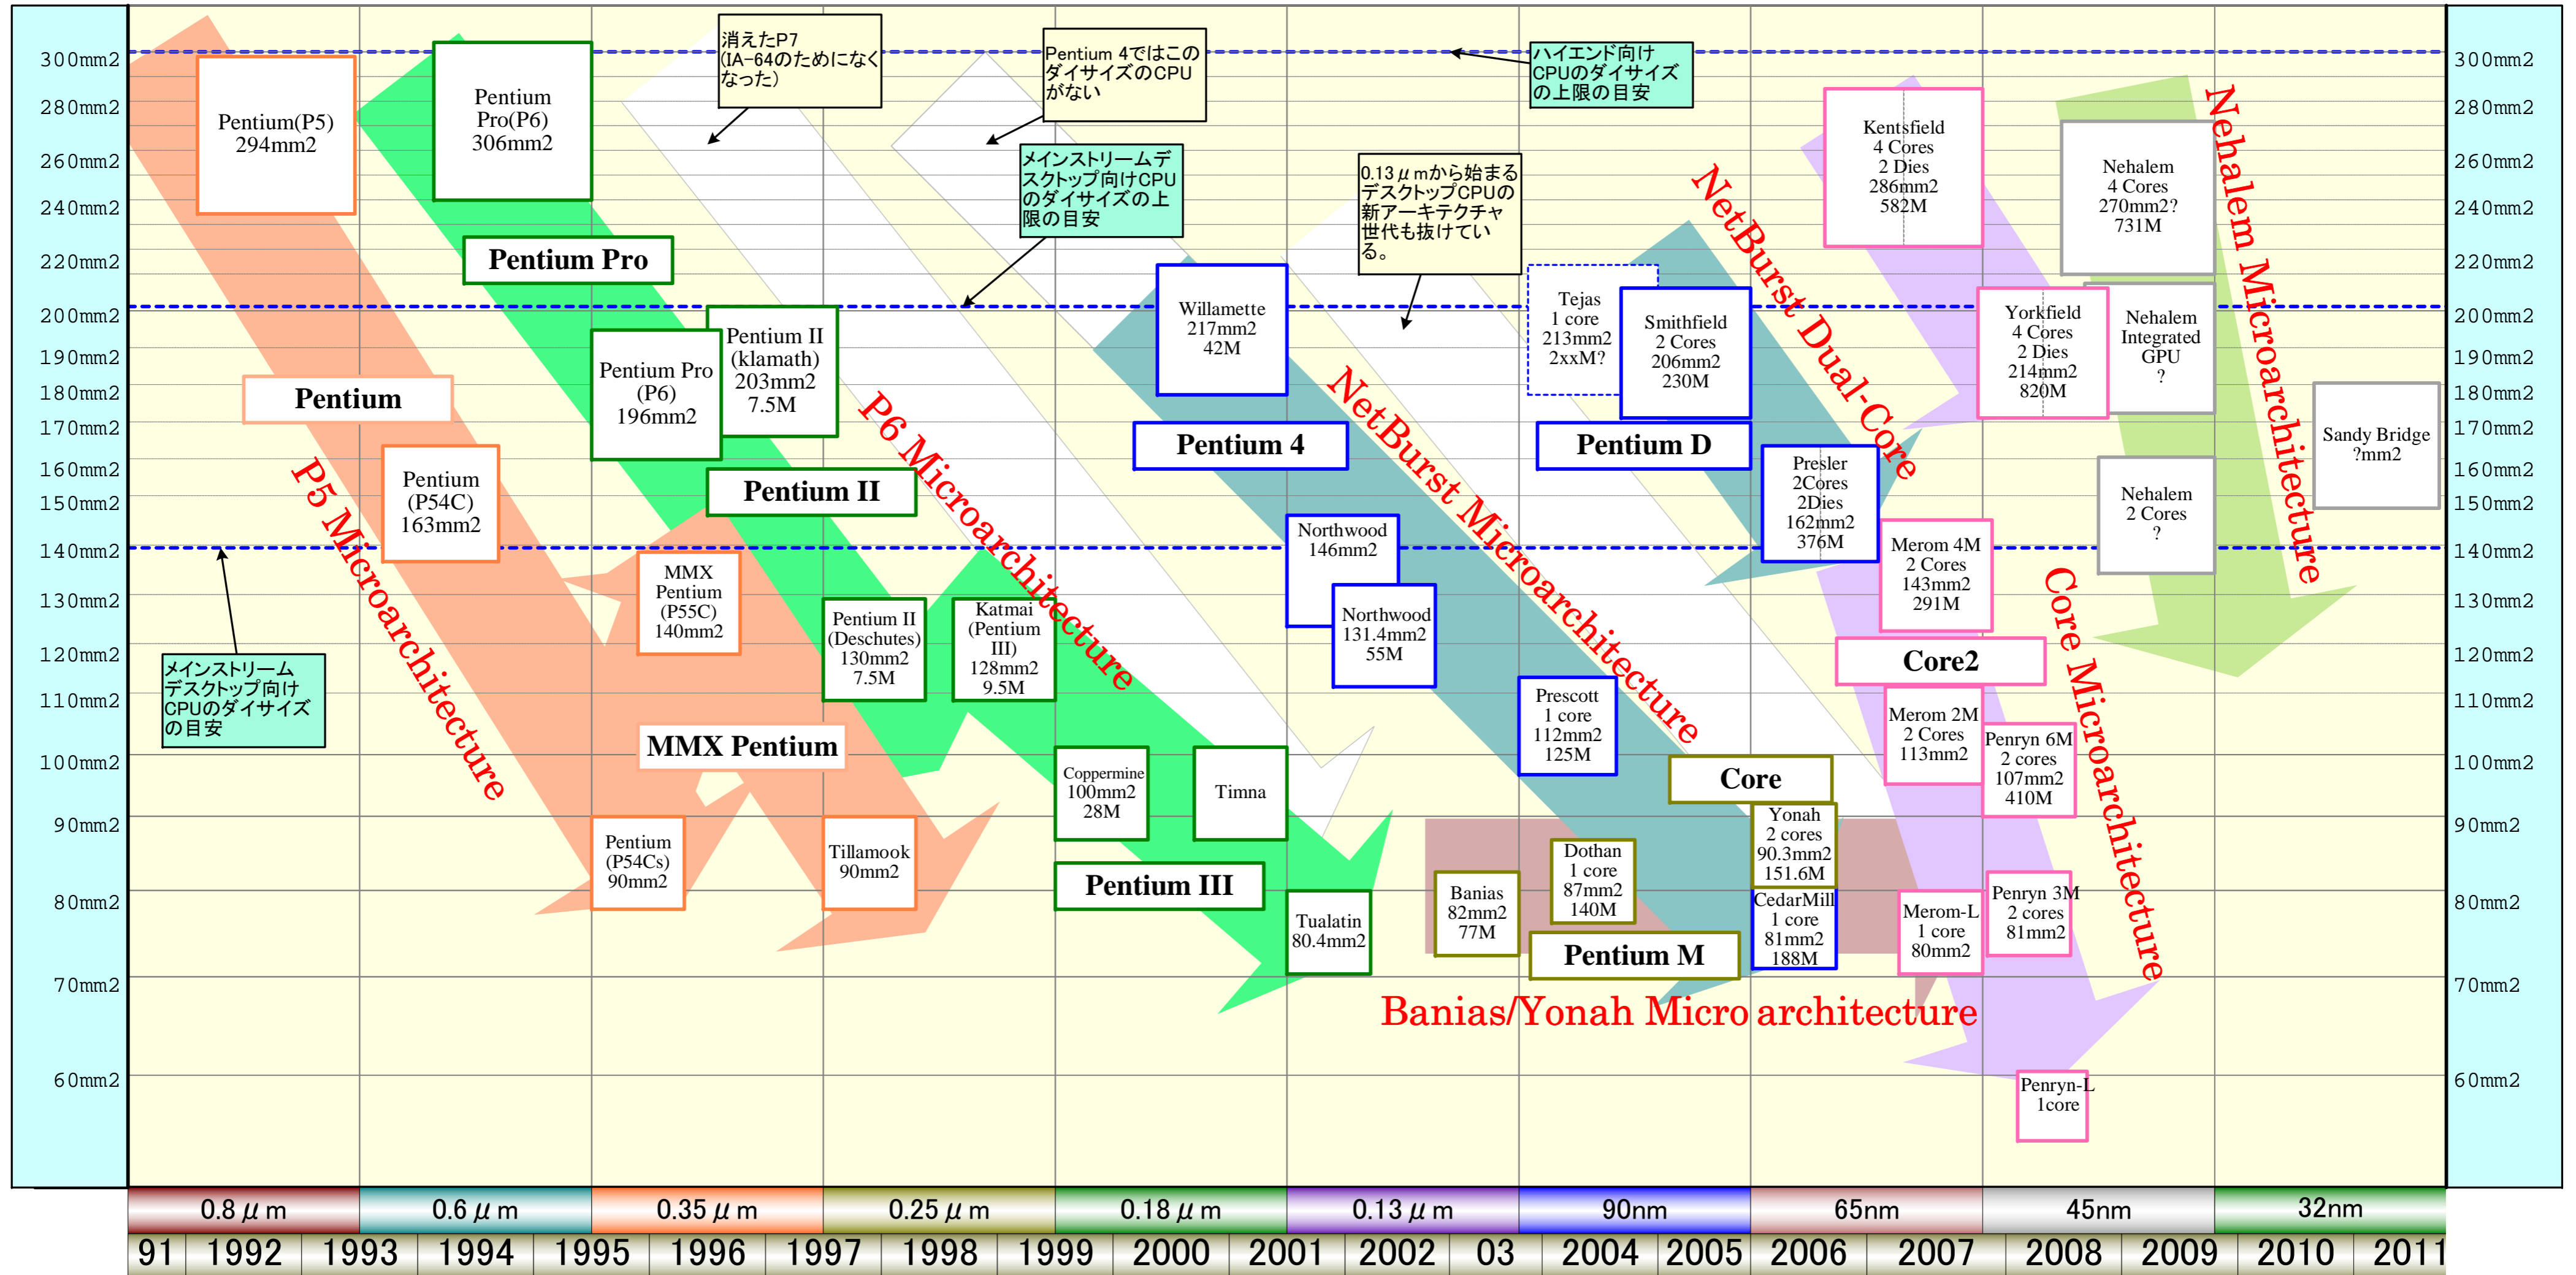 300mm2
280mm2
260mm2
240mm2
220mm2
200mm2
190mm2
180mm2
170mm2
160mm2
150mm2
140mm2
130mm2
120mm2
110mm2
100mm2
90mm2
80mm2
70mm2
60mm2
Pentium(P5)
294mm2
Pentium
Pro(P6)
306mm2
消えたP7
(IA-64のためになく
なった)
Pentium 4ではこの
ダイサイズのCPU
がない
ハイエンド向け
CPUのダイサイズ
の上限の目安
メインストリームデ
スクトップ向けCPU
のダイサイズの上
限の目安
0.13μmから始まる
デスクトップCPUの
新アーキテクチャ
世代も抜けてい
る。
Pentium Pro
Pentium
Pentium Pro
(P6)
196mm2
Pentium II
(klamath)
203mm2
7.5M
Pentium
(P54C)
163mm2
Pentium II
P5 Microarchitecture
P6 Microarchitecture
MMX
Pentium
(P55C)
140mm2
Pentium II
(Deschutes)
130mm2
7.5M
Katmai
(Pentium
III)
128mm2
9.5M
メインストリーム
デスクトップ向け
CPUのダイサイズ
の目安
MMX Pentium
Pentium
(P54Cs)
90mm2
Tillamook
90mm2
Coppermine
100mm2
28M
Timna
Pentium III
Tualatin
80.4mm2
Willamette
217mm2
42M
Pentium 4
NetBurst Microarchitecture
Northwood
146mm2
Northwood
131.4mm2
55M
Tejas
1 core
213mm2
2xxM?
Smithfield
2 Cores
206mm2
230M
Pentium D
NetBurst Dual-Core
Presler
2Cores
2Dies
162mm2
376M
Prescott
1 core
112mm2
125M
Core
Yonah
2 cores
90.3mm2
151.6M
CedarMill
1 core
81mm2
188M
Banias
82mm2
77M
Dothan
1 core
87mm2
140M
Pentium M
Banias/Yonah Micro architecture
Kentsfield
4 Cores
2 Dies
286mm2
582M
Nehalem
4 Cores
270mm2?
731M
Nehalem Microarchitecture
Yorkfield
4 Cores
2 Dies
214mm2
820M
Nehalem
Integrated
GPU
?
Nehalem
2 Cores
?
Sandy Bridge
?mm2
Merom 4M
2 Cores
143mm2
291M
Core2
Core Microarchitecture
Merom 2M
2 Cores
113mm2
Penryn 6M
2 cores
107mm2
410M
Merom-L
1 core
80mm2
Penryn 3M
2 cores
81mm2
Penryn-L
1core
300mm2
280mm2
260mm2
240mm2
220mm2
200mm2
190mm2
180mm2
170mm2
160mm2
150mm2
140mm2
130mm2
120mm2
110mm2
100mm2
90mm2
80mm2
70mm2
60mm2
0.8μm 0.6μm 0.35μm 0.25μm 0.18μm 0.13μm 90nm 65nm 45nm 32nm
91 1992 1993 1994 1995 1996 1997 1998 1999 2000 2001 2002 03 2004 2005 2006 2007 2008 2009 2010 2011